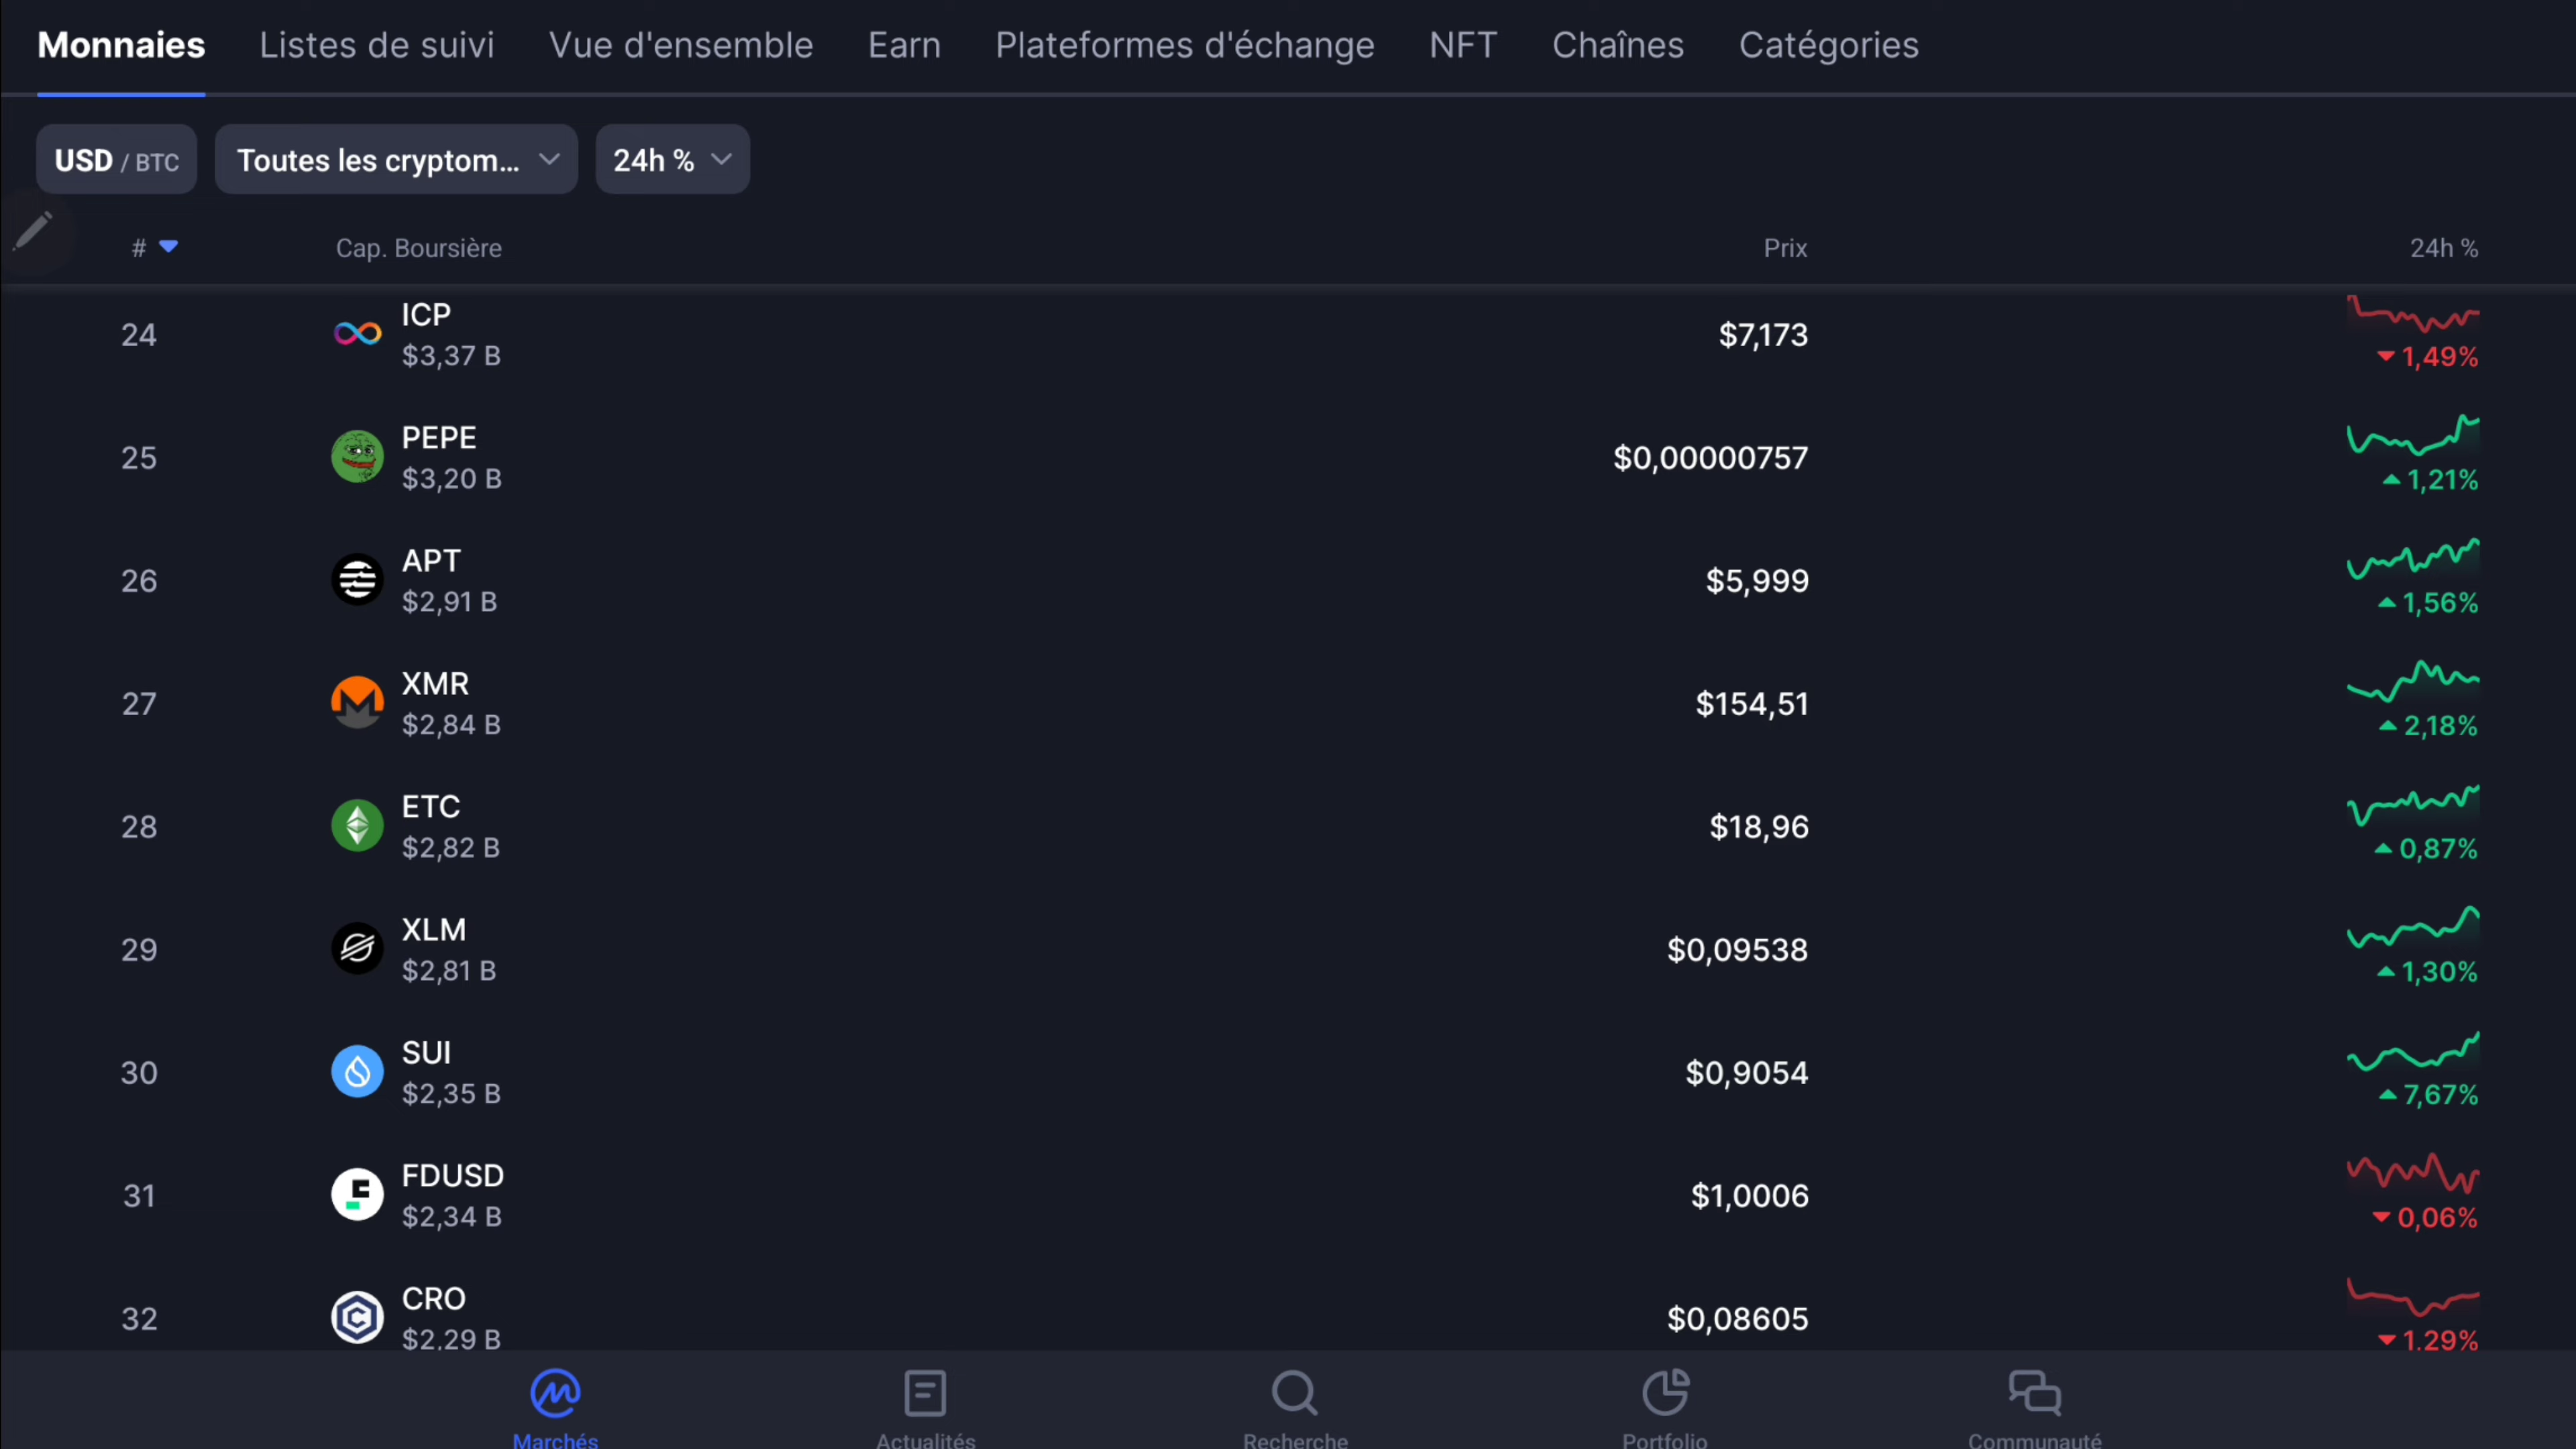 Monnaies Listes de suivi Vue d'ensemble Earn Plateformes d'échange NFT Chaînes Catégories
USD / BTC Toutes les cryptom... 24h %
# Cap. Boursière Prix 24h %
24 ICP $3,37 B $7,173 1,49%
25 PEPE $3,20 B $0,00000757 1,21%
26 APT $2,91 B $5,999 1,56%
27 XMR $2,84 B $154,51 2,18%
28 ETC $2,82 B $18,96 0,87%
29 XLM $2,81 B $0,09538 1,30%
30 SUI $2,35 B $0,9054 7,67%
31 FDUSD $2,34 B $1,0006 0,06%
32 CRO $2,29 B $0,08605 1,29%
Marchés Actualités Recherche Portfolio Communauté